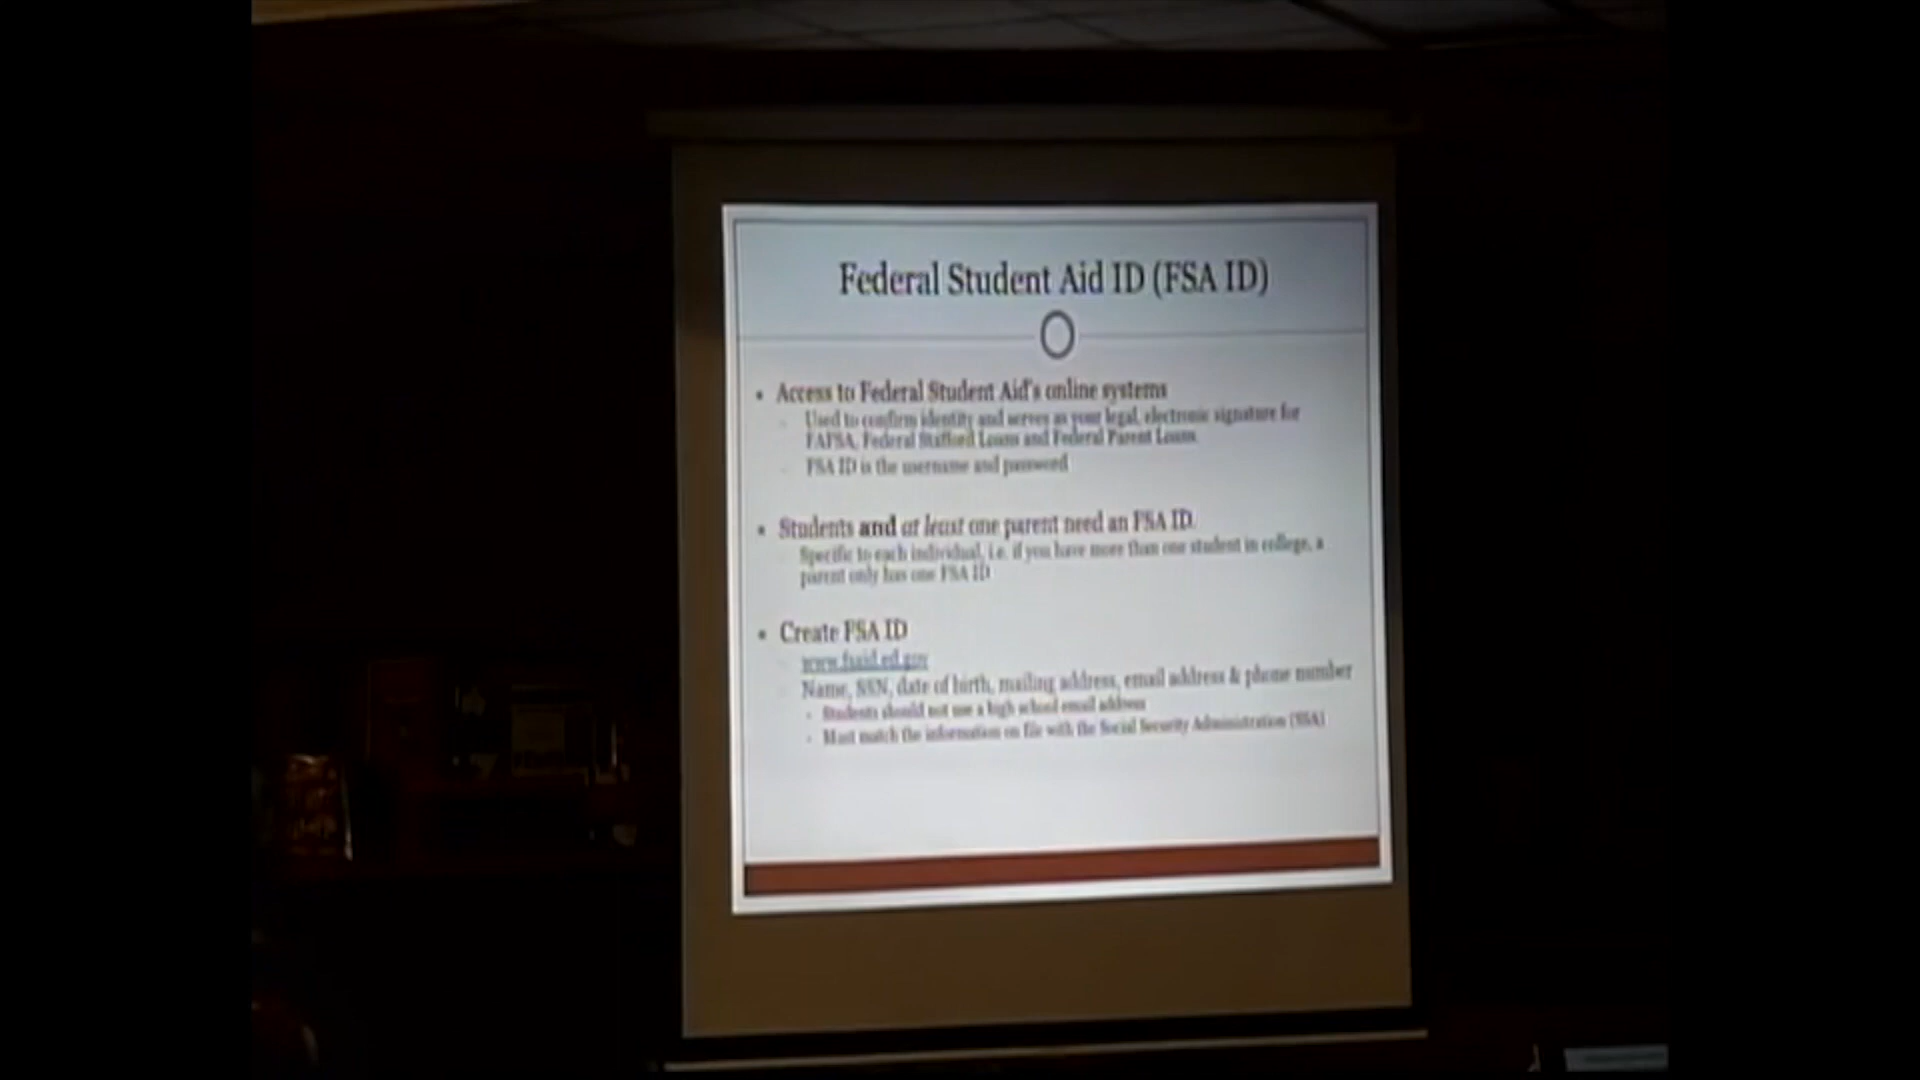 Federal Student Aid ID (FSA ID)
• Access to Federal Student Aid's online systems
Used to confirm identity and serves as your legal, electronic signature for
FAFSA, Federal Stafford Loans and Federal Parent Loans
FSA ID is the username and password
• Students and at least one parent need an FSA ID
Specific to each individual, i.e. if you have more than one student in college, a
parent only has one FSA ID
• Create FSA ID
www.fsaid.ed.gov
Name, SSN, date of birth, mailing address, email address & phone number
• Students should not use a high school email address
• Must match the information on file with the Social Security Administration (SSA)